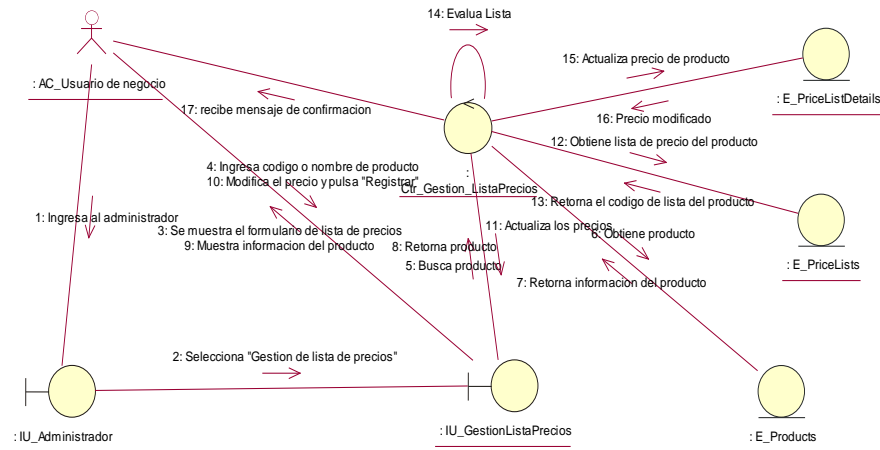 14: Evalua Lista
15: Actualiza precio de producto
: AC_Usuario de negocio
: E_PriceListDetails
17: recibe mensaje de confirmacion
16: Precio modificado
12: Obtiene lista de precio del producto
4: Ingresa codigo o nombre de producto
10: Modifica el precio y pulsa "Registrar"
:
Ctr_Gestion_ListaPrecios
13: Retorna el codigo de lista del producto
1: Ingresa al administrador
3: Se muestra el formulario de lista de precios
9: Muestra informacion del producto
11: Actualiza los precios
6: Obtiene producto
8: Retorna producto
5: Busca producto
: E_PriceLists
7: Retorna informacion del producto
2: Selecciona "Gestion de lista de precios"
: IU_Administrador
: IU_GestionListaPrecios
: E_Products